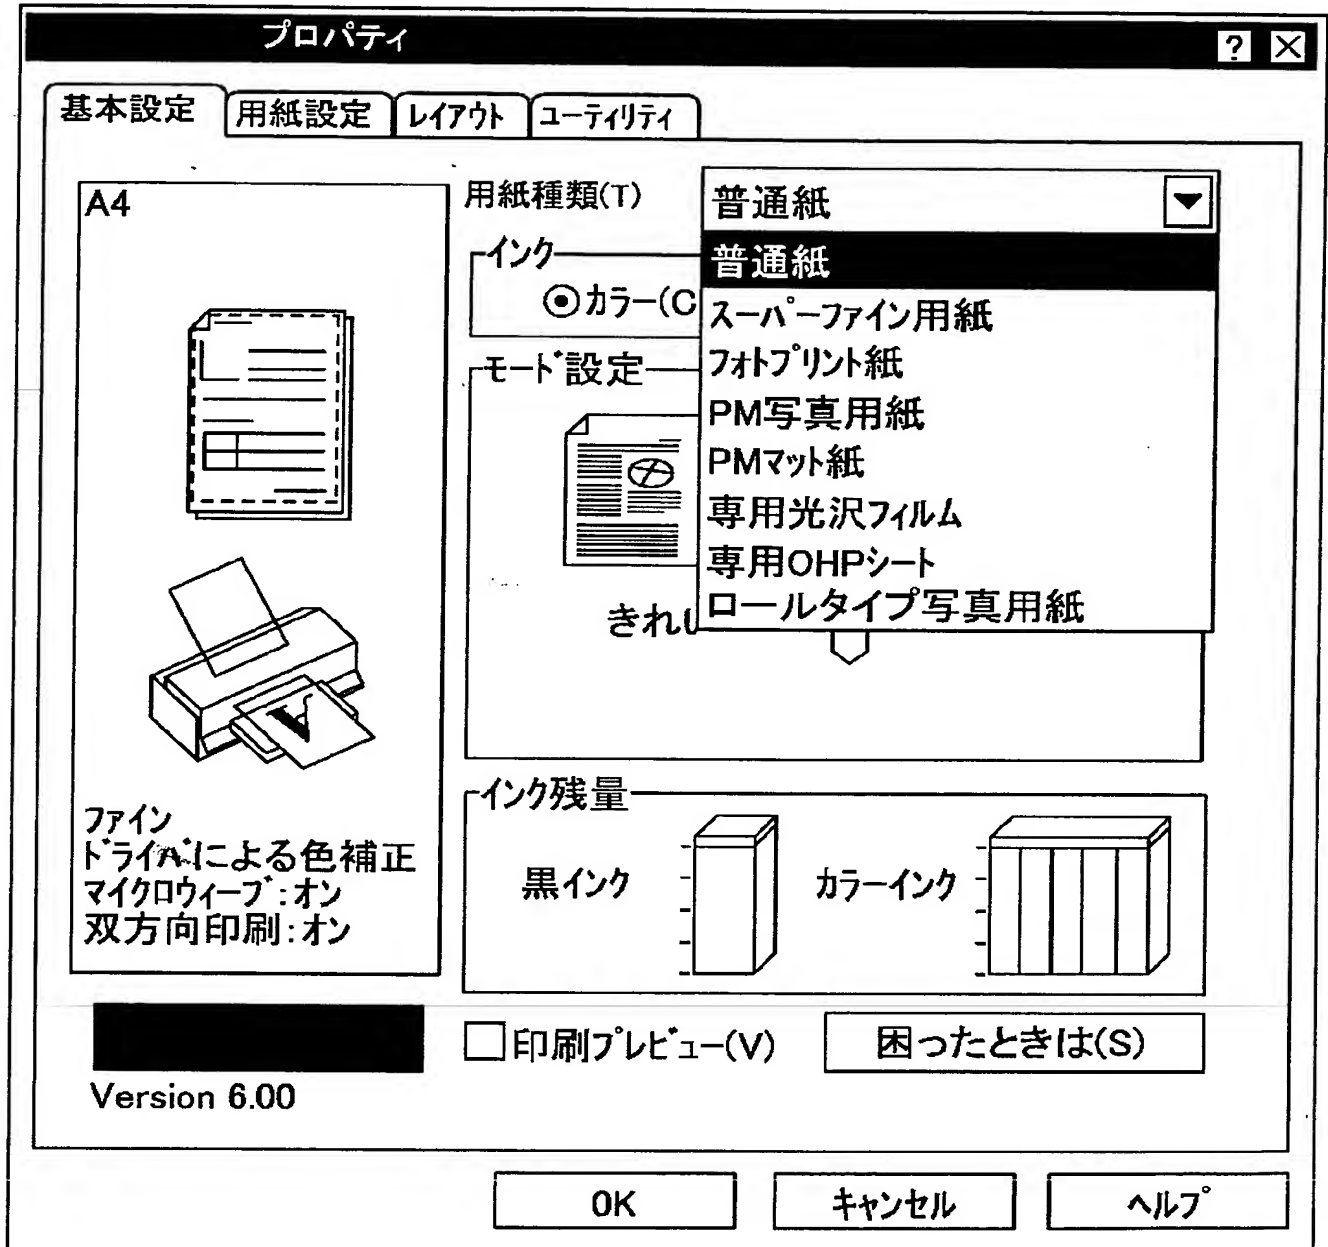 プロパティ
?
基本設定 用紙設定 レイアウト ユーティリティ
A4
用紙種類(T) 普通紙
インク
カラー(C
普通紙
スーパーファイン用紙
フォトプリント紙
PM写真用紙
PMマット紙
専用光沢フィルム
専用OHPシート
ロールタイプ写真用紙
モード設定
きれい
ファイン
ドライバによる色補正
マイクロウィーブ:オン
双方向印刷:オン
インク残量
黒インク カラーインク
印刷プレビュー(V) 困ったときは(S)
Version 6.00
OK キャンセル ヘルプ